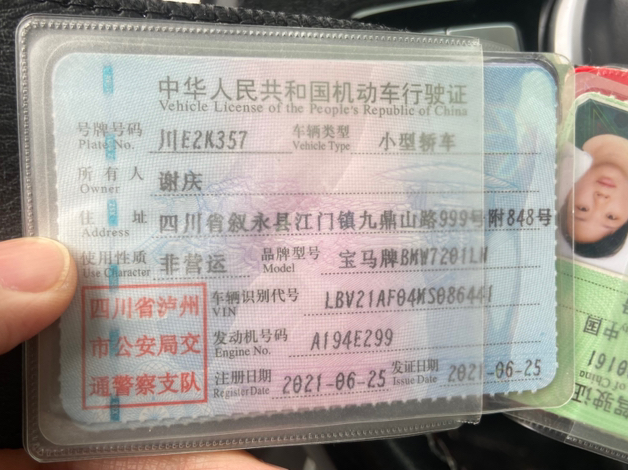 中华人民共和国机动车行驶证
Vehicle License of the People's Republic of China
号牌号码 川E2K357 车辆类型 小型轿车
Plate No. Vehicle Type
所有人 谢庆
Owner
住址 四川省叙永县江门镇九鼎山路999号附848号
Address
使用性质 非营运 品牌型号 宝马牌BMW7201LM
Use Character Model
四川省泸州
市公安局交
通警察支队
车辆识别代号 LBV21AF04MS086441
VIN
发动机号码 A194E299
Engine No.
注册日期 2021-06-25 发证日期 2021-06-25
Register Date Issue Date
中国
驾驶证